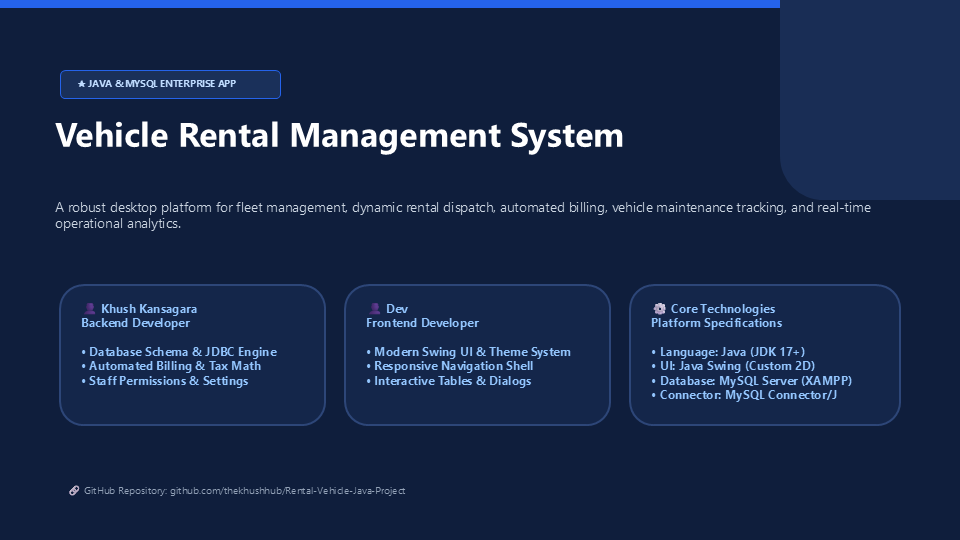 ★ JAVA & MYSQL ENTERPRISE APP
Vehicle Rental Management System
A robust desktop platform for fleet management, dynamic rental dispatch, automated billing, vehicle maintenance tracking, and real-time
operational analytics.
👤 Khush Kansagara
Backend Developer
• Database Schema & JDBC Engine
• Automated Billing & Tax Math
• Staff Permissions & Settings
👤 Dev
Frontend Developer
• Modern Swing UI & Theme System
• Responsive Navigation Shell
• Interactive Tables & Dialogs
⚙ Core Technologies
Platform Specifications
• Language: Java (JDK 17+)
• UI: Java Swing (Custom 2D)
• Database: MySQL Server (XAMPP)
• Connector: MySQL Connector/J
🔗 GitHub Repository: github.com/thekhushhub/Rental-Vehicle-Java-Project